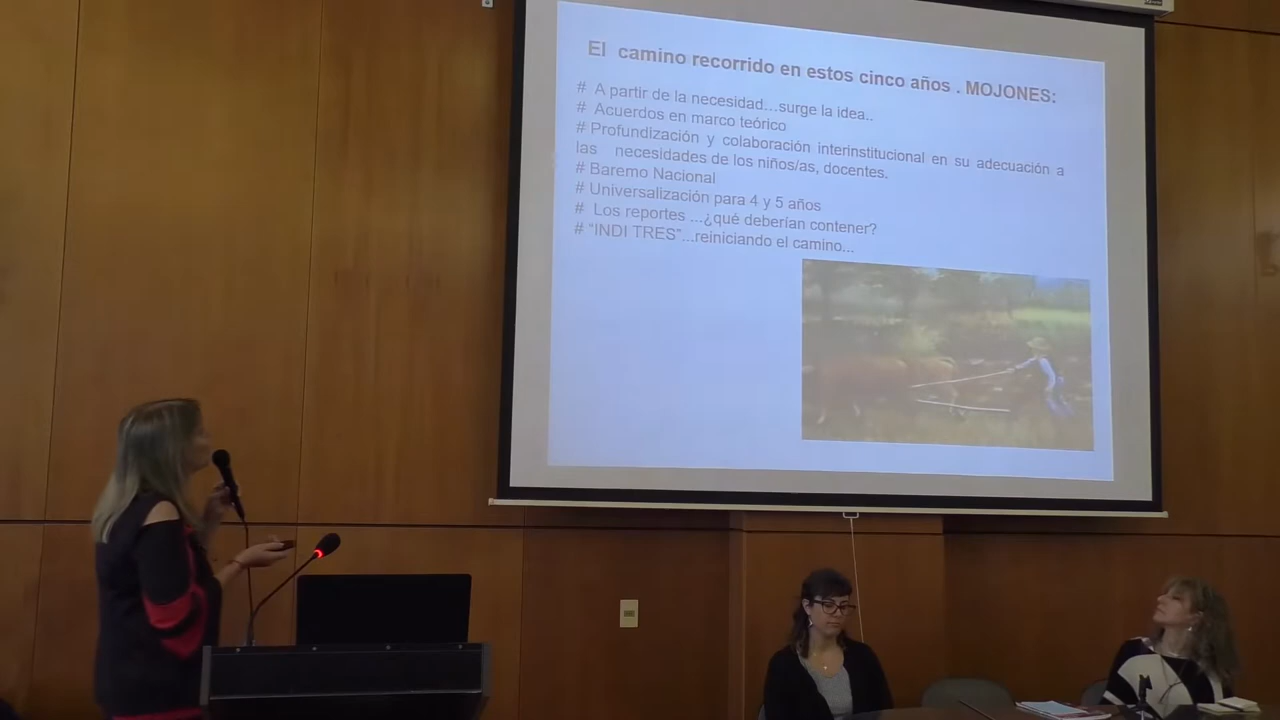 El camino recorrido en estos cinco años . MOJONES:
# A partir de la necesidad...surge la idea..
# Acuerdos en marco teórico
# Profundización y colaboración interinstitucional en su adecuación a
las necesidades de los niños/as, docentes.
# Baremo Nacional
# Universalización para 4 y 5 años
# Los reportes ...¿qué deberían contener?
# "INDI TRES"...reiniciando el camino...